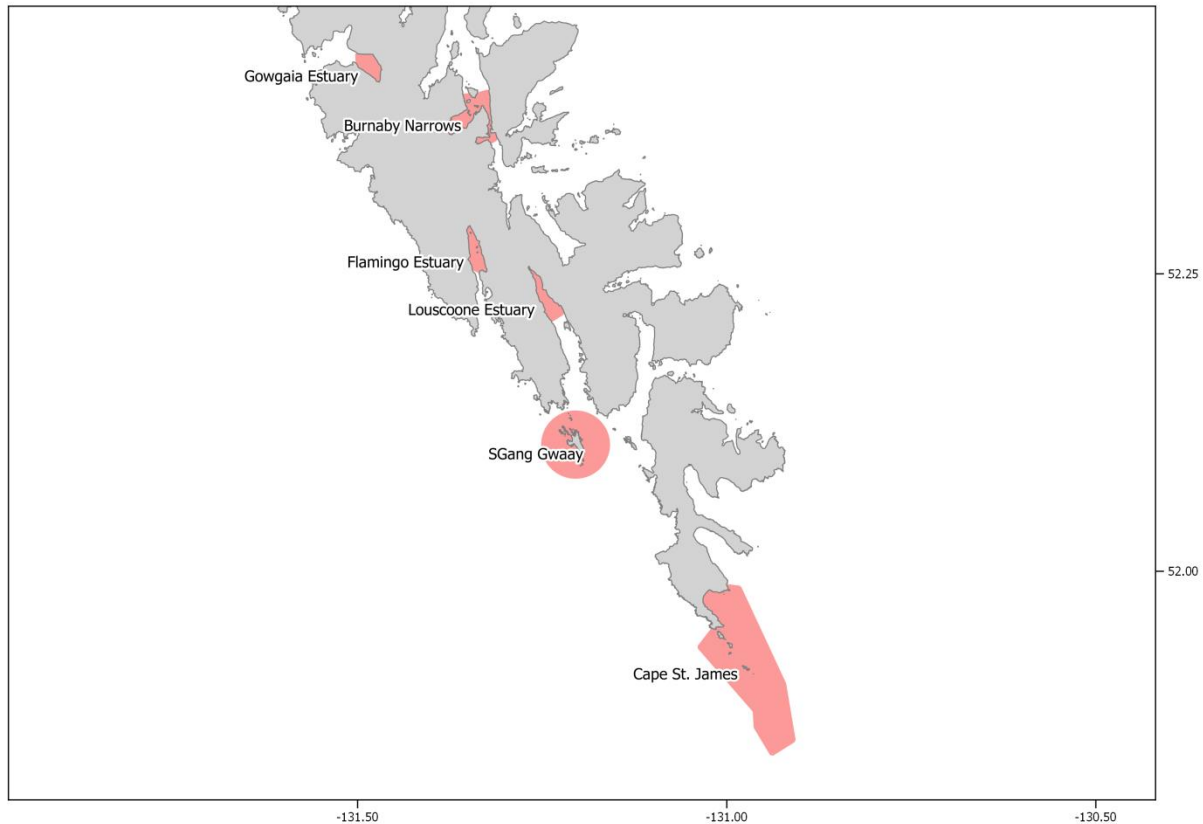 Gowgaia Estuary
Burnaby Narrows
Flamingo Estuary
52.25
Louscoone Estuary
SGang Gwaay
52.00
Cape St. James
-131.50
-131.00
-130.50